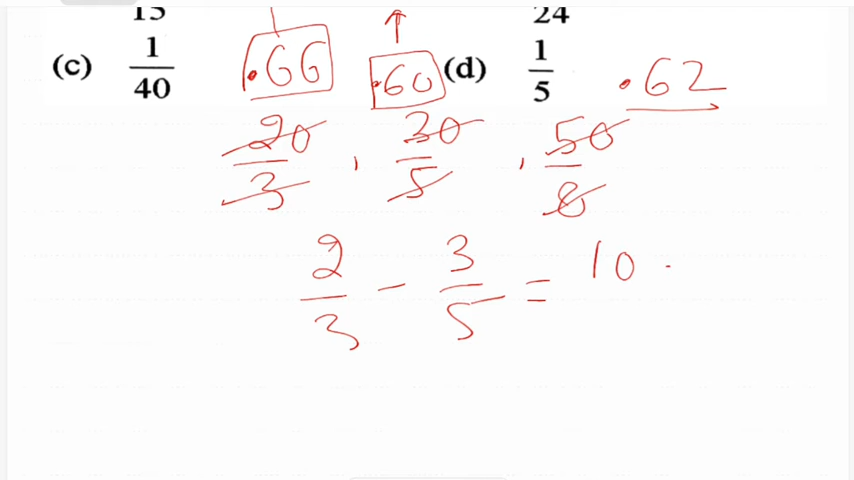 15 24
(c) 1/40 .66 .60 (d) 1/5 .62
20/3 , 30/5 , 50/8
2/3 - 3/5 = 10 -